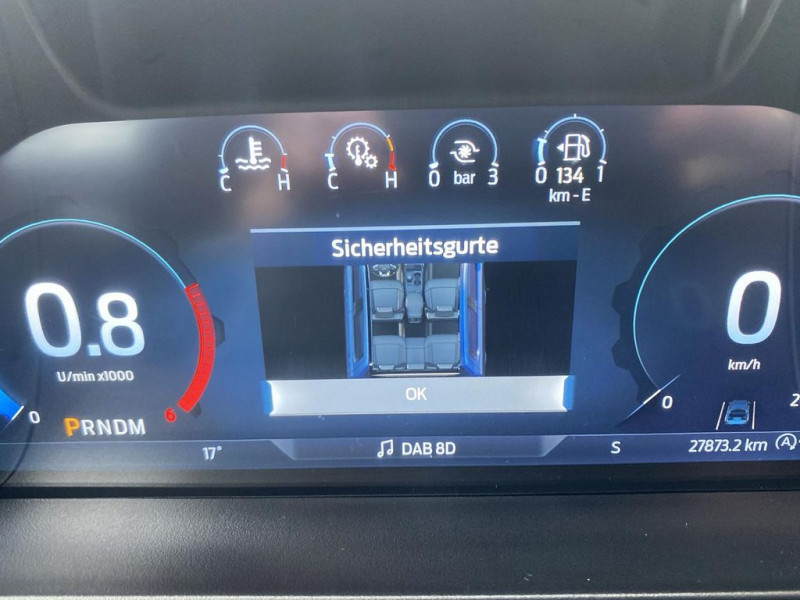 C H
C H
0 bar 3
0 134 1
km - E
Sicherheitsgurte
0.8
U/min x1000
0
6
PRNDM
OK
0
km/h
0
2
17°
DAB 8D
S
27873.2 km
A